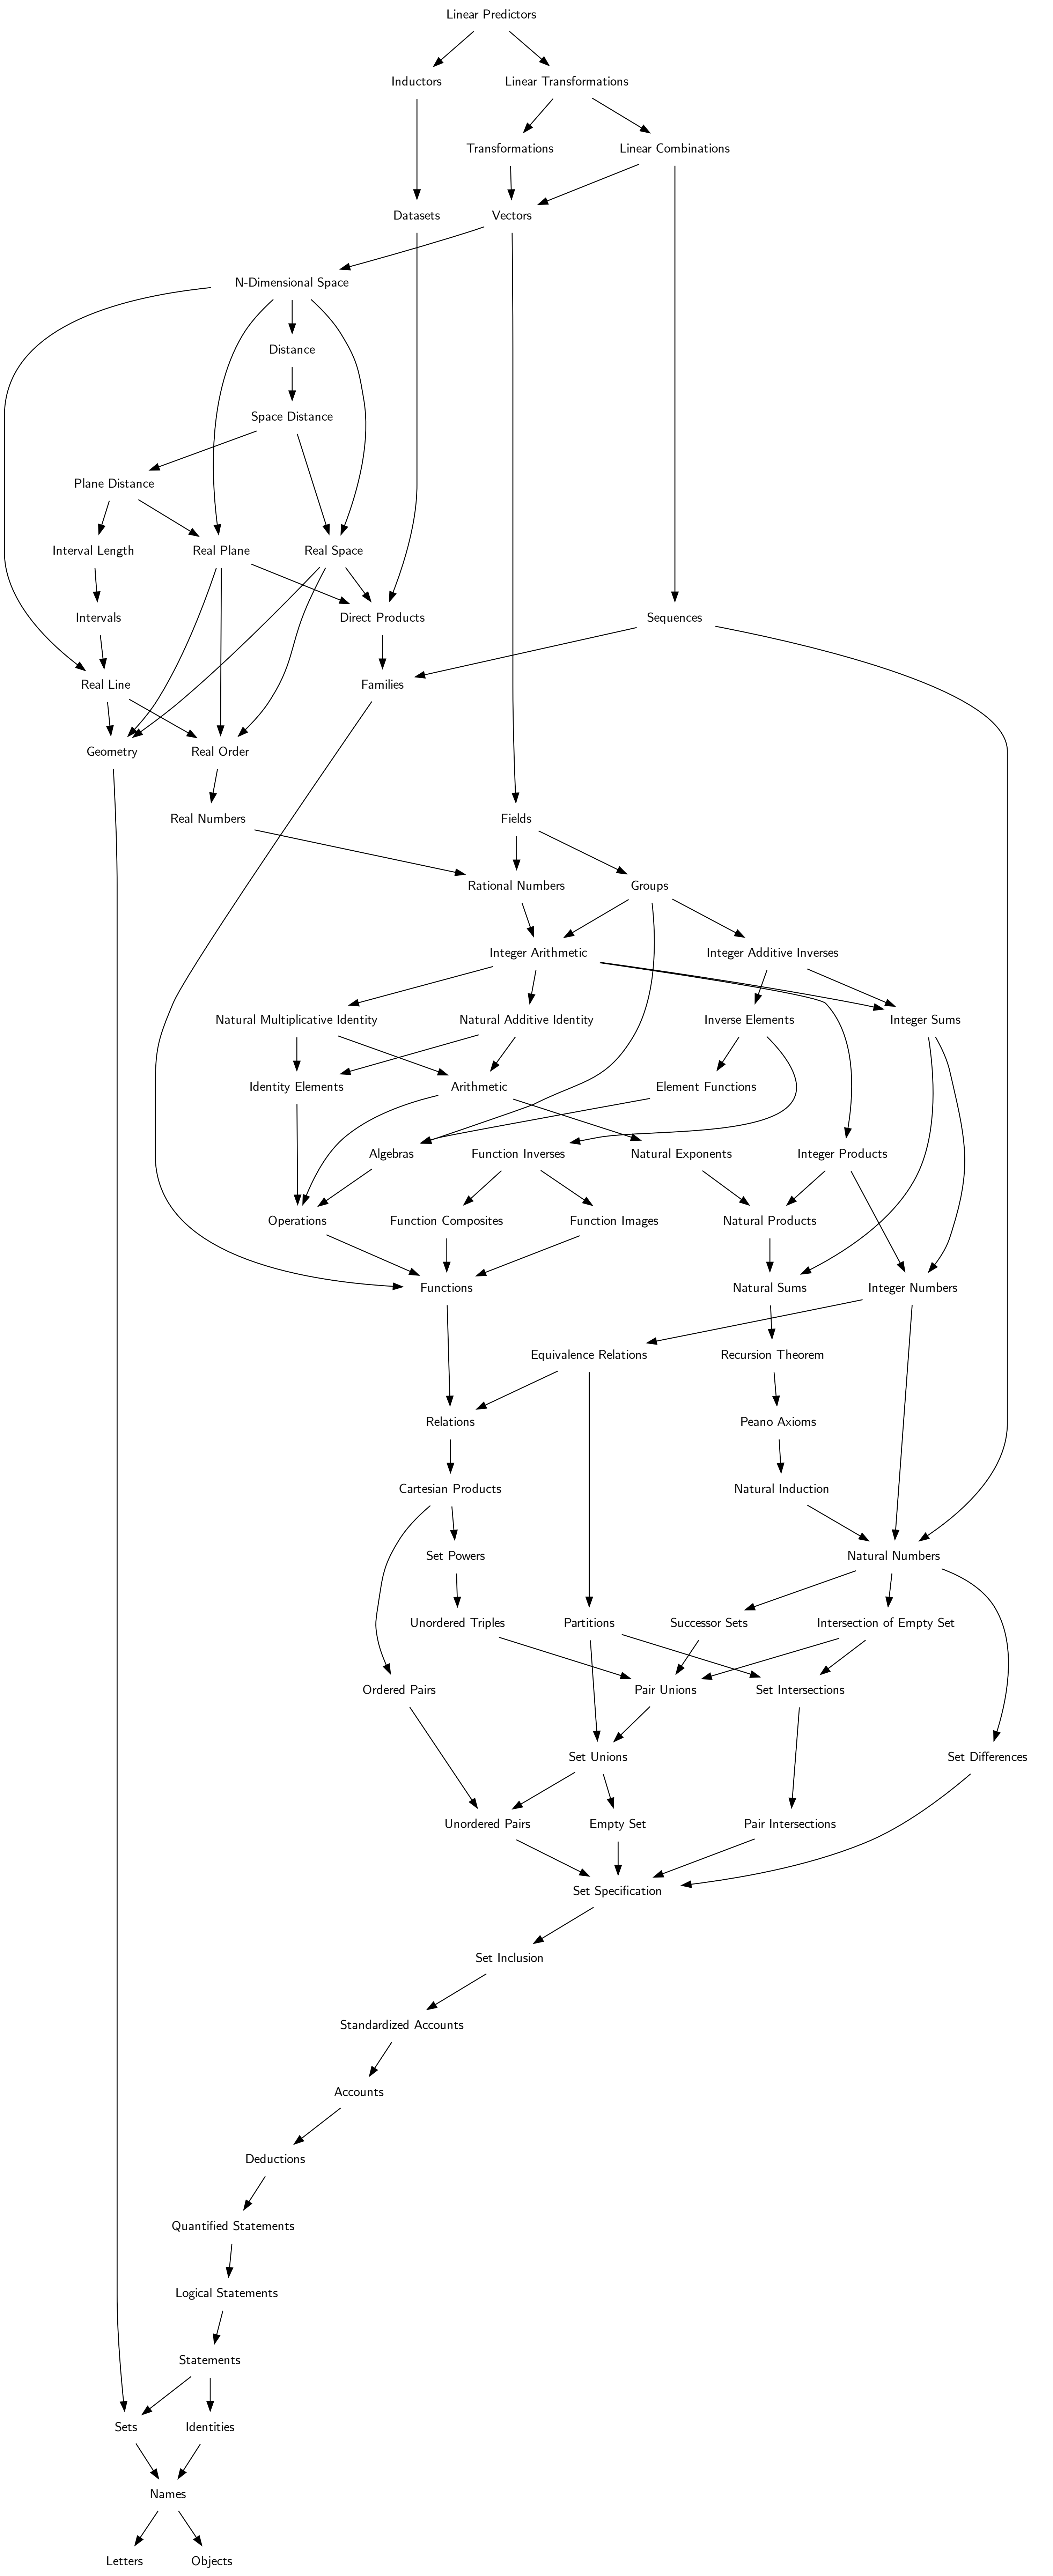 Linear Predictors
Inductors
Linear Transformations
Transformations
Linear Combinations
Datasets
Vectors
N-Dimensional Space
Distance
Space Distance
Plane Distance
Interval Length
Real Plane
Real Space
Intervals
Direct Products
Sequences
Real Line
Families
Geometry
Real Order
Real Numbers
Fields
Rational Numbers
Groups
Integer Arithmetic
Integer Additive Inverses
Natural Multiplicative Identity
Natural Additive Identity
Inverse Elements
Integer Sums
Identity Elements
Arithmetic
Element Functions
Algebras
Function Inverses
Natural Exponents
Integer Products
Operations
Function Composites
Function Images
Natural Products
Functions
Natural Sums
Integer Numbers
Equivalence Relations
Recursion Theorem
Relations
Peano Axioms
Cartesian Products
Natural Induction
Set Powers
Natural Numbers
Unordered Triples
Partitions
Successor Sets
Intersection of Empty Set
Ordered Pairs
Pair Unions
Set Intersections
Set Unions
Set Differences
Unordered Pairs
Empty Set
Pair Intersections
Set Specification
Set Inclusion
Standardized Accounts
Accounts
Deductions
Quantified Statements
Logical Statements
Statements
Sets
Identities
Names
Letters
Objects